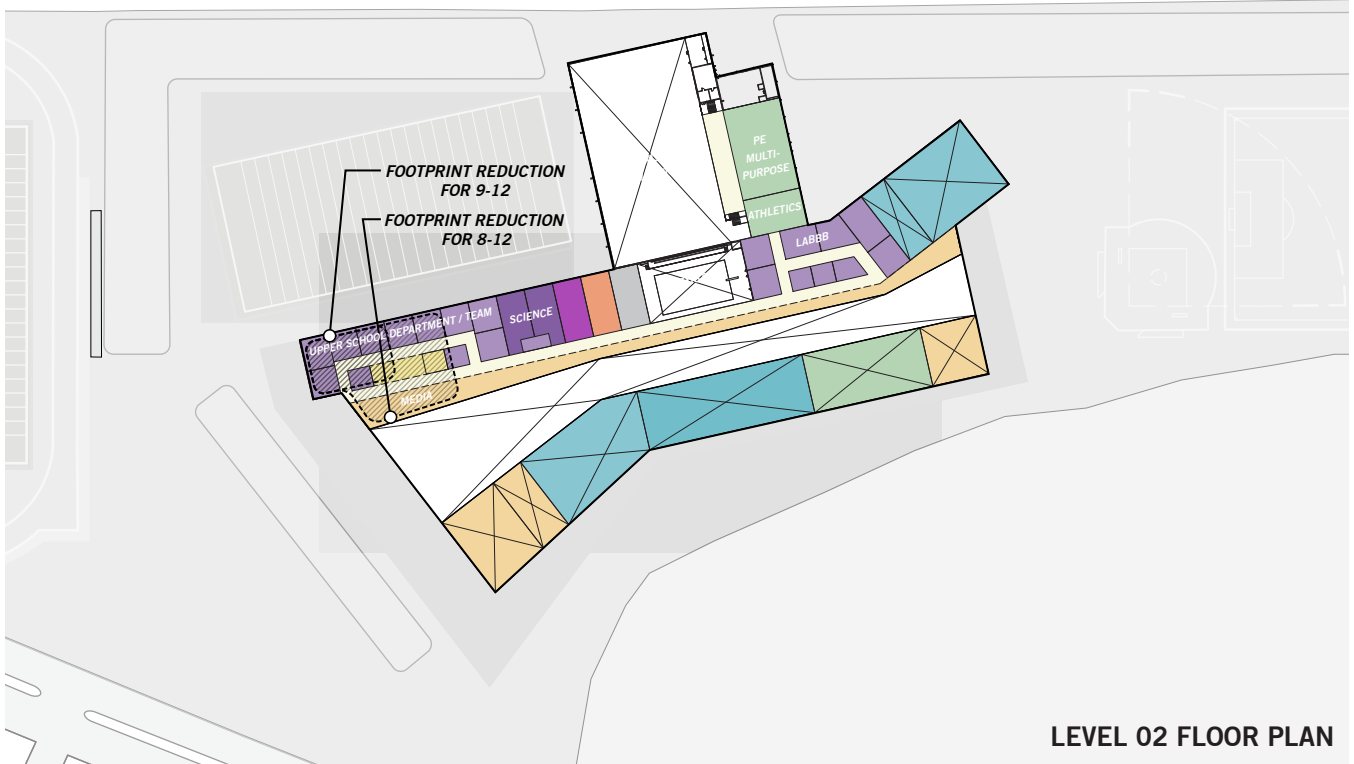 PE
MULTI-
PURPOSE
ATHLETICS
FOOTPRINT REDUCTION
FOR 9-12
FOOTPRINT REDUCTION
FOR 8-12
LABBB
SCIENCE
UPPER SCHOOL DEPARTMENT / TEAM
MEDIA
LEVEL 02 FLOOR PLAN